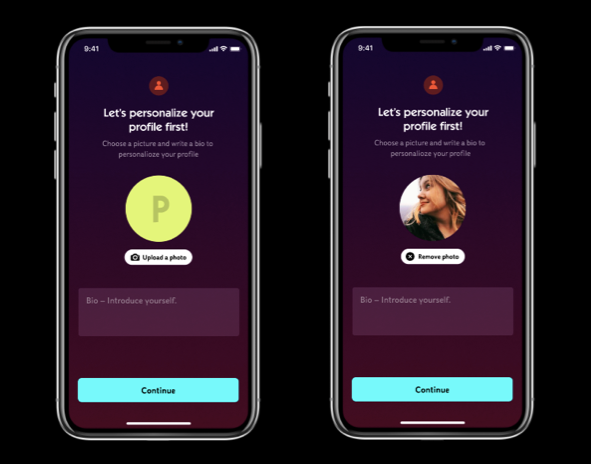 9:41
Let's personalize your
profile first!
Choose a picture and write a bio to
personalioze your profile
P
Upload a photo
Bio – Introduce yourself.
Continue
9:41
Let's personalize your
profile first!
Choose a picture and write a bio to
personalioze your profile
Remove photo
Bio – Introduce yourself.
Continue